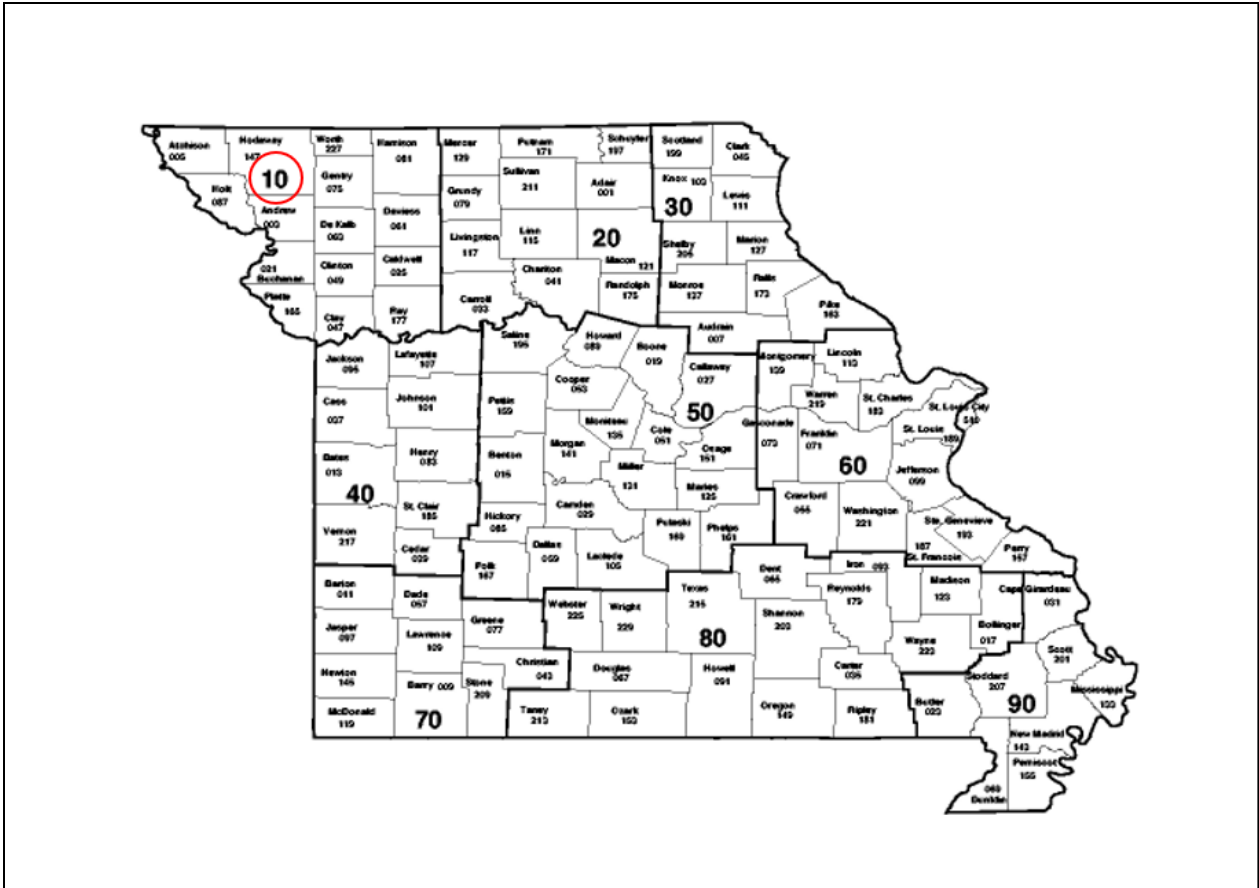 Atchison
005
Nodaway
147
Worth
227
Harrison
081
Holt
087
10
Gentry
075
Andrew
003
De Kalb
063
Daviess
061
021
Buchanan
Clinton
049
Caldwell
025
Platte
165
Clay
047
Ray
177
Mercer
129
Putnam
171
Schuyler
197
Sullivan
211
Adair
001
Grundy
079
Livingston
117
Linn
115
20
Macon 121
Chariton
041
Randolph
175
Carroll
033
Scotland
199
Clark
045
Knox 103
Lewis
111
30
Shelby
205
Marion
127
Monroe
137
Ralls
173
Pike
163
Audrain
007
Jackson
095
Lafayette
107
Cass
037
Johnson
101
Bates
013
Henry
083
40
St. Clair
185
Vernon
217
Cedar
039
Saline
195
Howard
089
Boone
019
Callaway
027
Cooper
053
Pettis
159
Moniteau
135
Cole
051
50
Osage
151
Morgan
141
Benton
015
Miller
131
Maries
125
Camden
029
Hickory
085
Pulaski
169
Phelps
161
Dallas
059
Laclede
105
Polk
167
Montgomery
139
Lincoln
113
Warren
219
St. Charles
183
St. Louis City
510
St. Louis
189
Gasconade
073
Franklin
071
60
Jefferson
099
Crawford
055
Washington
221
Ste. Genevieve
193
187
St. Francois
Perry
157
Barton
011
Dade
057
Greene
077
Jasper
097
Lawrence
109
Christian
043
Newton
145
Barry 009
Stone
209
McDonald
119
70
Dent
065
Iron 093
Madison
123
Texas
215
Reynolds
179
Webster
225
Wright
229
Shannon
203
Bollinger
017
80
Wayne
223
Douglas
067
Howell
091
Carter
035
Taney
213
Ozark
153
Oregon
149
Ripley
181
Cape Girardeau
031
Scott
201
Stoddard
207
Mississippi
133
Butler
023
90
New Madrid
143
Pemiscot
155
069
Dunklin